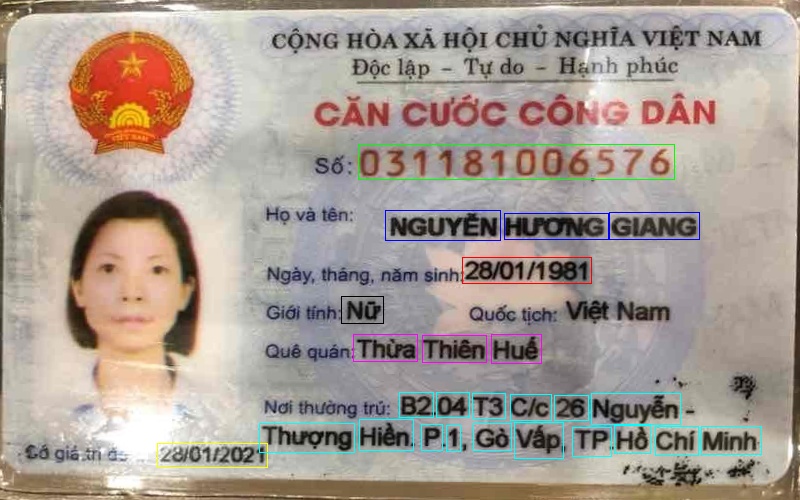 CỘNG HÒA XÃ HỘI CHỦ NGHĨA VIỆT NAM
Độc lập - Tự do - Hạnh phúc
CĂN CƯỚC CÔNG DÂN
Số: 031181006576
Họ và tên: NGUYỄN HƯƠNG GIANG
Ngày, tháng, năm sinh: 28/01/1981
Giới tính: Nữ Quốc tịch: Việt Nam
Quê quán: Thừa Thiên Huế
Nơi thường trú: B2.04 T3 C/c 26 Nguyễn -
Thượng Hiền. P.1, Gò Vấp, TP.Hồ Chí Minh
Có giá trị đến 28/01/2021